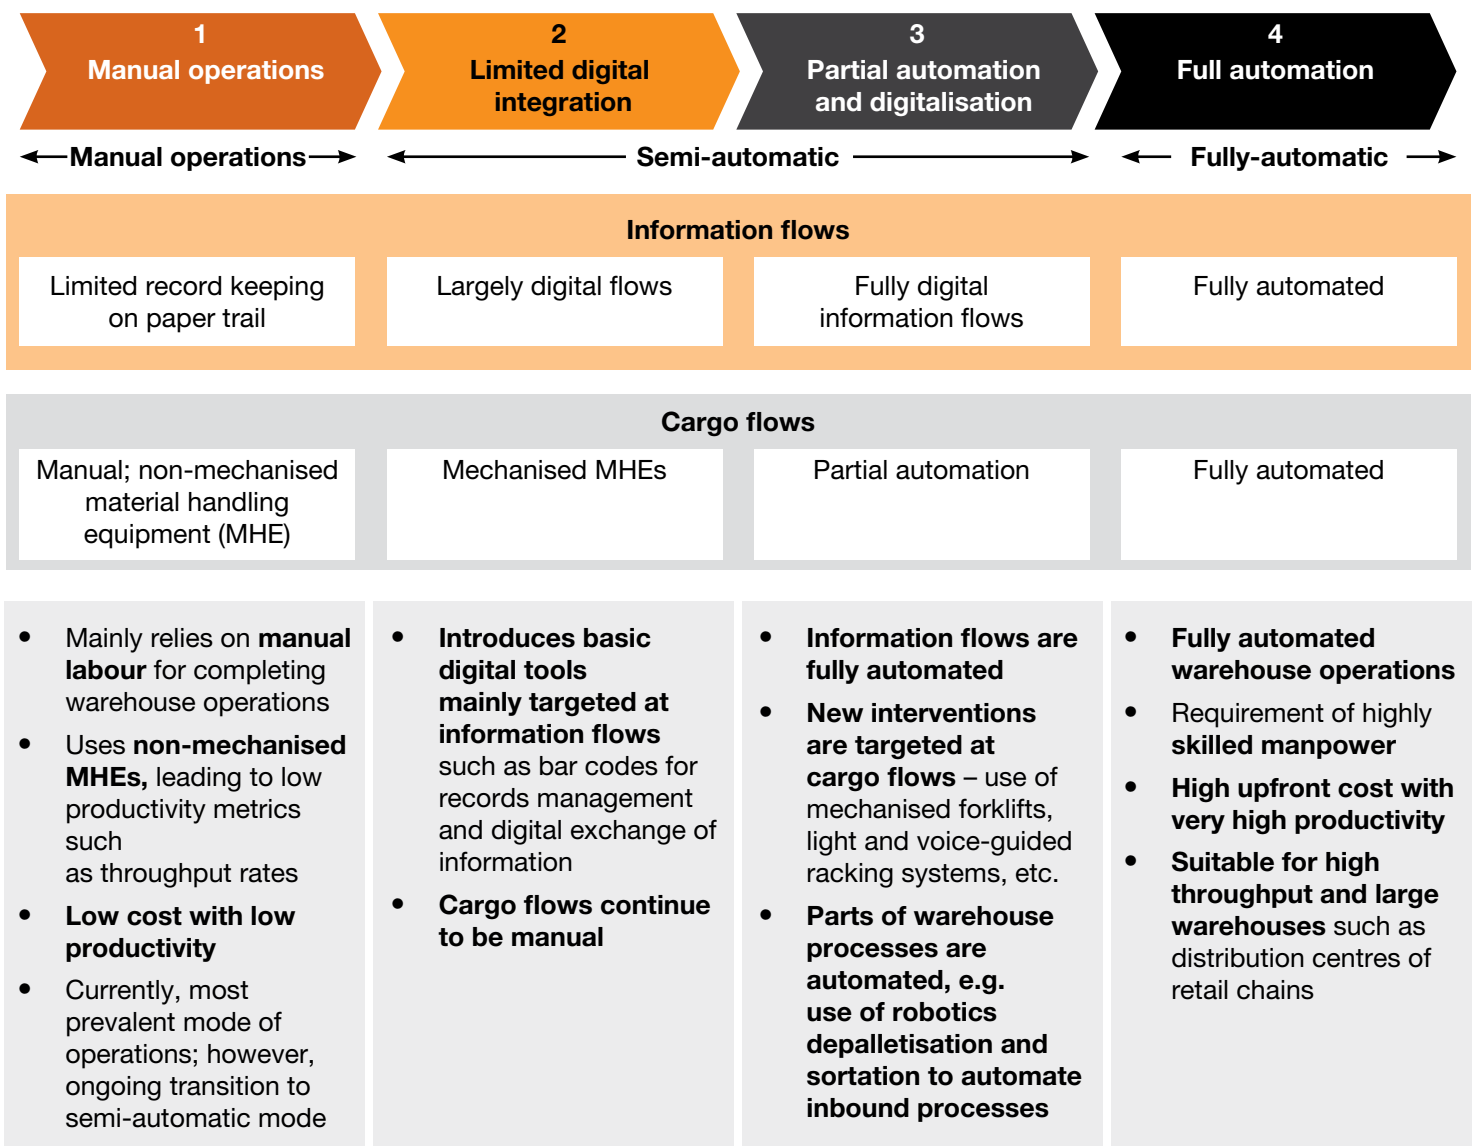 1
Manual operations
2
Limited digital
integration
3
Partial automation
and digitalisation
4
Full automation
Manual operations
Semi-automatic
Fully-automatic
Information flows
Limited record keeping
on paper trail
Largely digital flows
Fully digital
information flows
Fully automated
Cargo flows
Manual; non-mechanised
material handling
equipment (MHE)
Mechanised MHEs
Partial automation
Fully automated
• Mainly relies on manual
labour for completing
warehouse operations
• Uses non-mechanised
MHEs, leading to low
productivity metrics
such
as throughput rates
• Low cost with low
productivity
• Currently, most
prevalent mode of
operations; however,
ongoing transition to
semi-automatic mode
• Introduces basic
digital tools
mainly targeted at
information flows
such as bar codes for
records management
and digital exchange of
information
• Cargo flows continue
to be manual
• Information flows are
fully automated
• New interventions
are targeted at
cargo flows – use of
mechanised forklifts,
light and voice-guided
racking systems, etc.
• Parts of warehouse
processes are
automated, e.g.
use of robotics
depalletisation and
sortation to automate
inbound processes
• Fully automated
warehouse operations
• Requirement of highly
skilled manpower
• High upfront cost with
very high productivity
• Suitable for high
throughput and large
warehouses such as
distribution centres of
retail chains